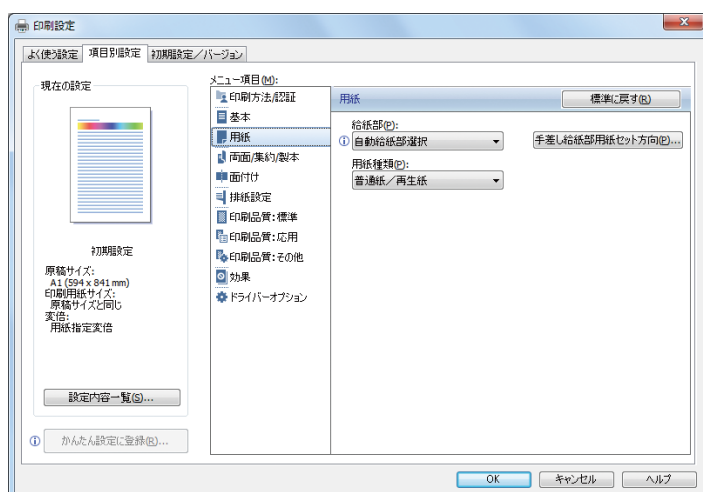 印刷設定
よく使う設定 項目別設定 初期設定／バージョン
現在の設定
初期設定
原稿サイズ:
A1 (594 x 841 mm)
印刷用紙サイズ:
原稿サイズと同じ
変倍:
用紙指定変倍
設定内容一覧(S)...
かんたん設定に登録(R)...
メニュー項目(M):
印刷方法/認証
基本
用紙
両面/集約/製本
面付け
排紙設定
印刷品質:標準
印刷品質:応用
印刷品質:その他
効果
ドライバーオプション
用紙 標準に戻す(R)
給紙部(P):
自動給紙部選択 手差し給紙部用紙セット方向(P)...
用紙種類(P):
普通紙／再生紙
OK キャンセル ヘルプ